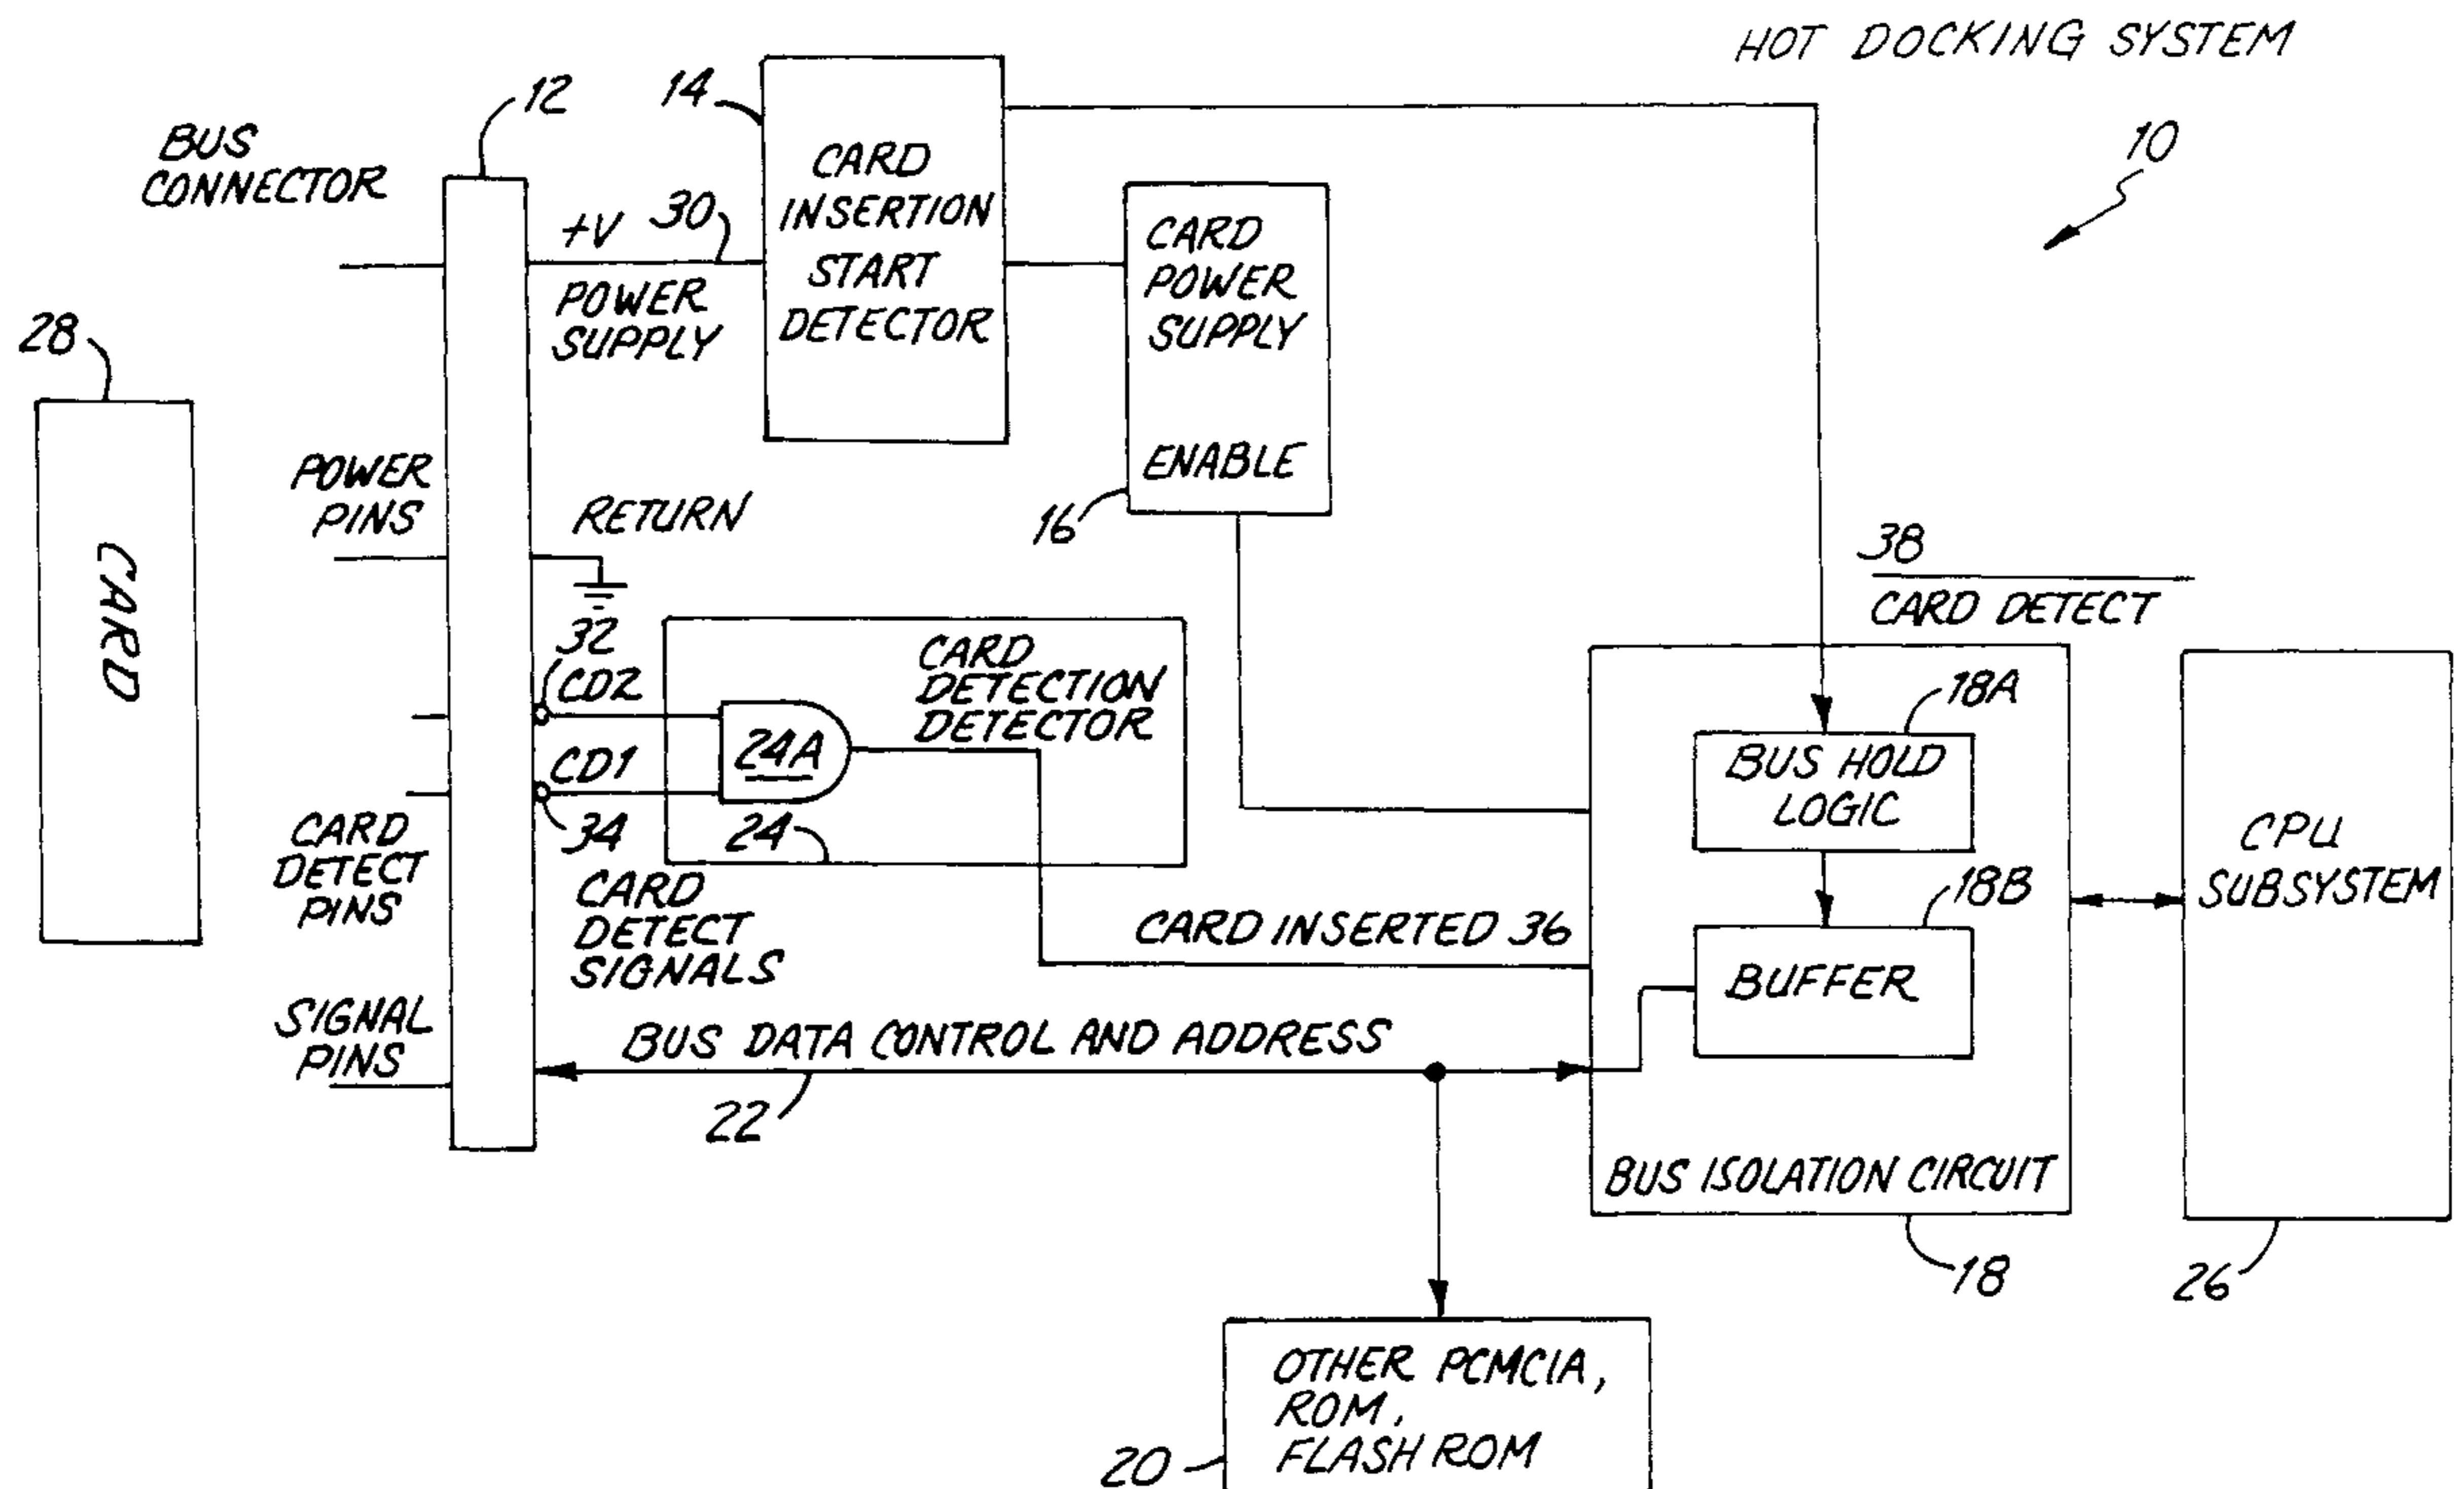 HOT DOCKING SYSTEM
10
BUS
CONNECTOR
12
14
CARD
INSERTION
START
DETECTOR
+V
30
POWER
SUPPLY
CARD
POWER
SUPPLY
ENABLE
16
28
CARD
POWER
PINS
RETURN
38
CARD DETECT
32
CD2
CD1
34
CARD
DETECTION
DETECTOR
24A
24
CARD
DETECT
PINS
CARD
DETECT
SIGNALS
CARD INSERTED 36
18A
BUS HOLD
LOGIC
18B
BUFFER
CPU
SUBSYSTEM
SIGNAL
PINS
BUS DATA CONTROL AND ADDRESS
22
BUS ISOLATION CIRCUIT
18
26
OTHER PCMCIA,
ROM,
FLASH ROM
20